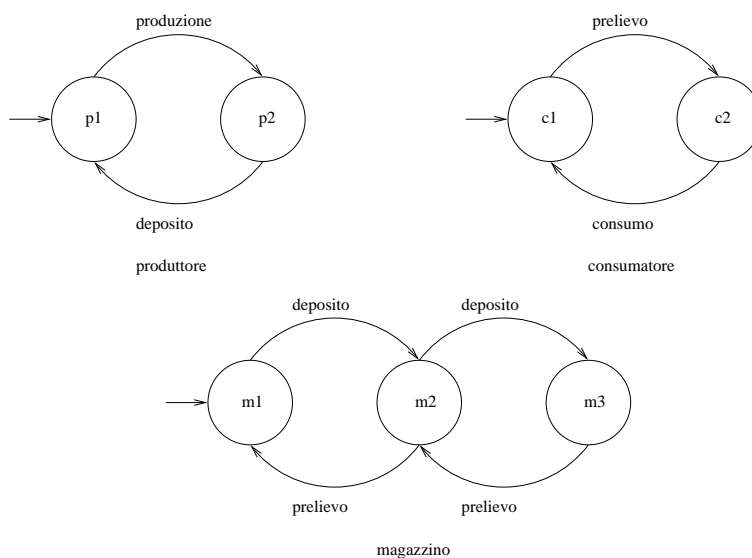 produzione
p1
p2
deposito
produttore
prelievo
c1
c2
consumo
consumatore
deposito
deposito
m1
m2
m3
prelievo
prelievo
magazzino